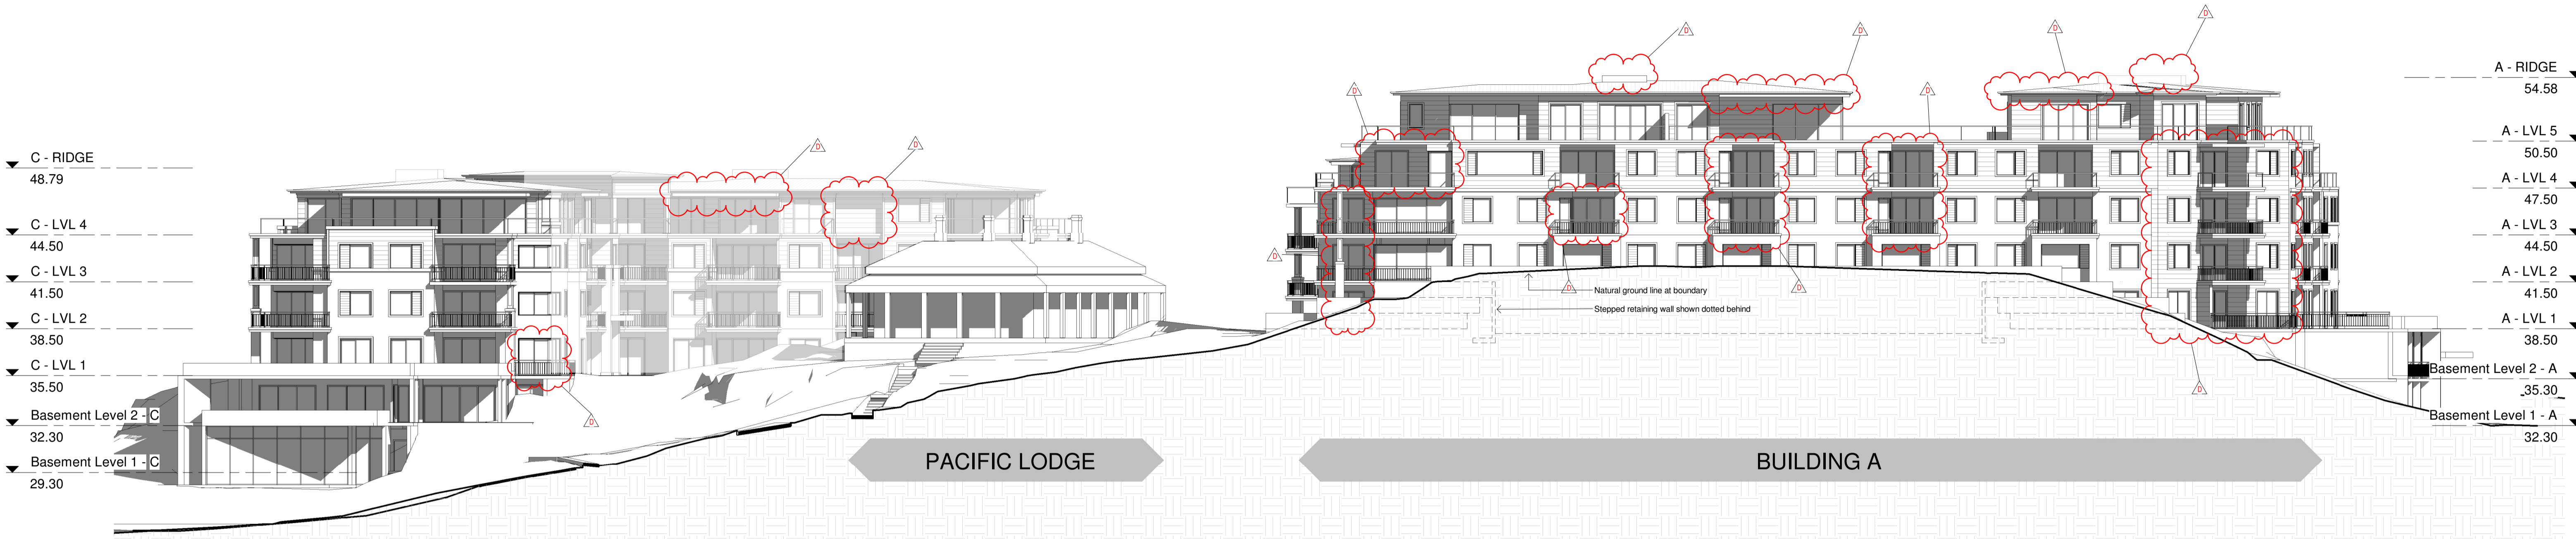 D
D
D
D
D
D
D
D
D
D
D
D
D
D
C - RIDGE
48.79
C - LVL 4
44.50
C - LVL 3
41.50
C - LVL 2
38.50
C - LVL 1
35.50
Basement Level 2 - C
32.30
Basement Level 1 - C
29.30
Natural ground line at boundary
Stepped retaining wall shown dotted behind
PACIFIC LODGE
BUILDING A
A - RIDGE
54.58
A - LVL 5
50.50
A - LVL 4
47.50
A - LVL 3
44.50
A - LVL 2
41.50
A - LVL 1
38.50
Basement Level 2 - A
35.30
Basement Level 1 - A
32.30